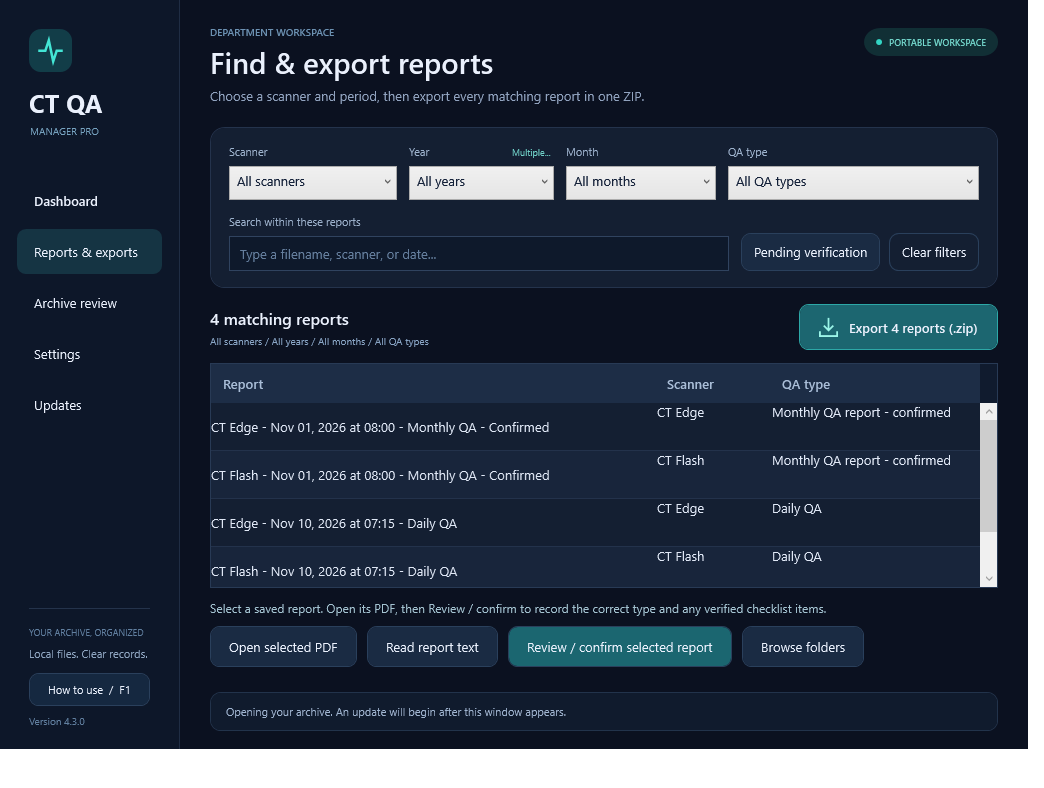 CT QA
MANAGER PRO
Dashboard
Reports & exports
Archive review
Settings
Updates
YOUR ARCHIVE, ORGANIZED
Local files. Clear records.
How to use / F1
Version 4.3.0
DEPARTMENT WORKSPACE
Find & export reports
Choose a scanner and period, then export every matching report in one ZIP.
PORTABLE WORKSPACE
Scanner Year Multiple... Month QA type
All scanners All years All months All QA types
Search within these reports
Type a filename, scanner, or date... Pending verification Clear filters
4 matching reports
All scanners / All years / All months / All QA types
Export 4 reports (.zip)
Report Scanner QA type
CT Edge - Nov 01, 2026 at 08:00 - Monthly QA - Confirmed CT Edge Monthly QA report - confirmed
CT Flash - Nov 01, 2026 at 08:00 - Monthly QA - Confirmed CT Flash Monthly QA report - confirmed
CT Edge - Nov 10, 2026 at 07:15 - Daily QA CT Edge Daily QA
CT Flash - Nov 10, 2026 at 07:15 - Daily QA CT Flash Daily QA
Select a saved report. Open its PDF, then Review / confirm to record the correct type and any verified checklist items.
Open selected PDF Read report text Review / confirm selected report Browse folders
Opening your archive. An update will begin after this window appears.